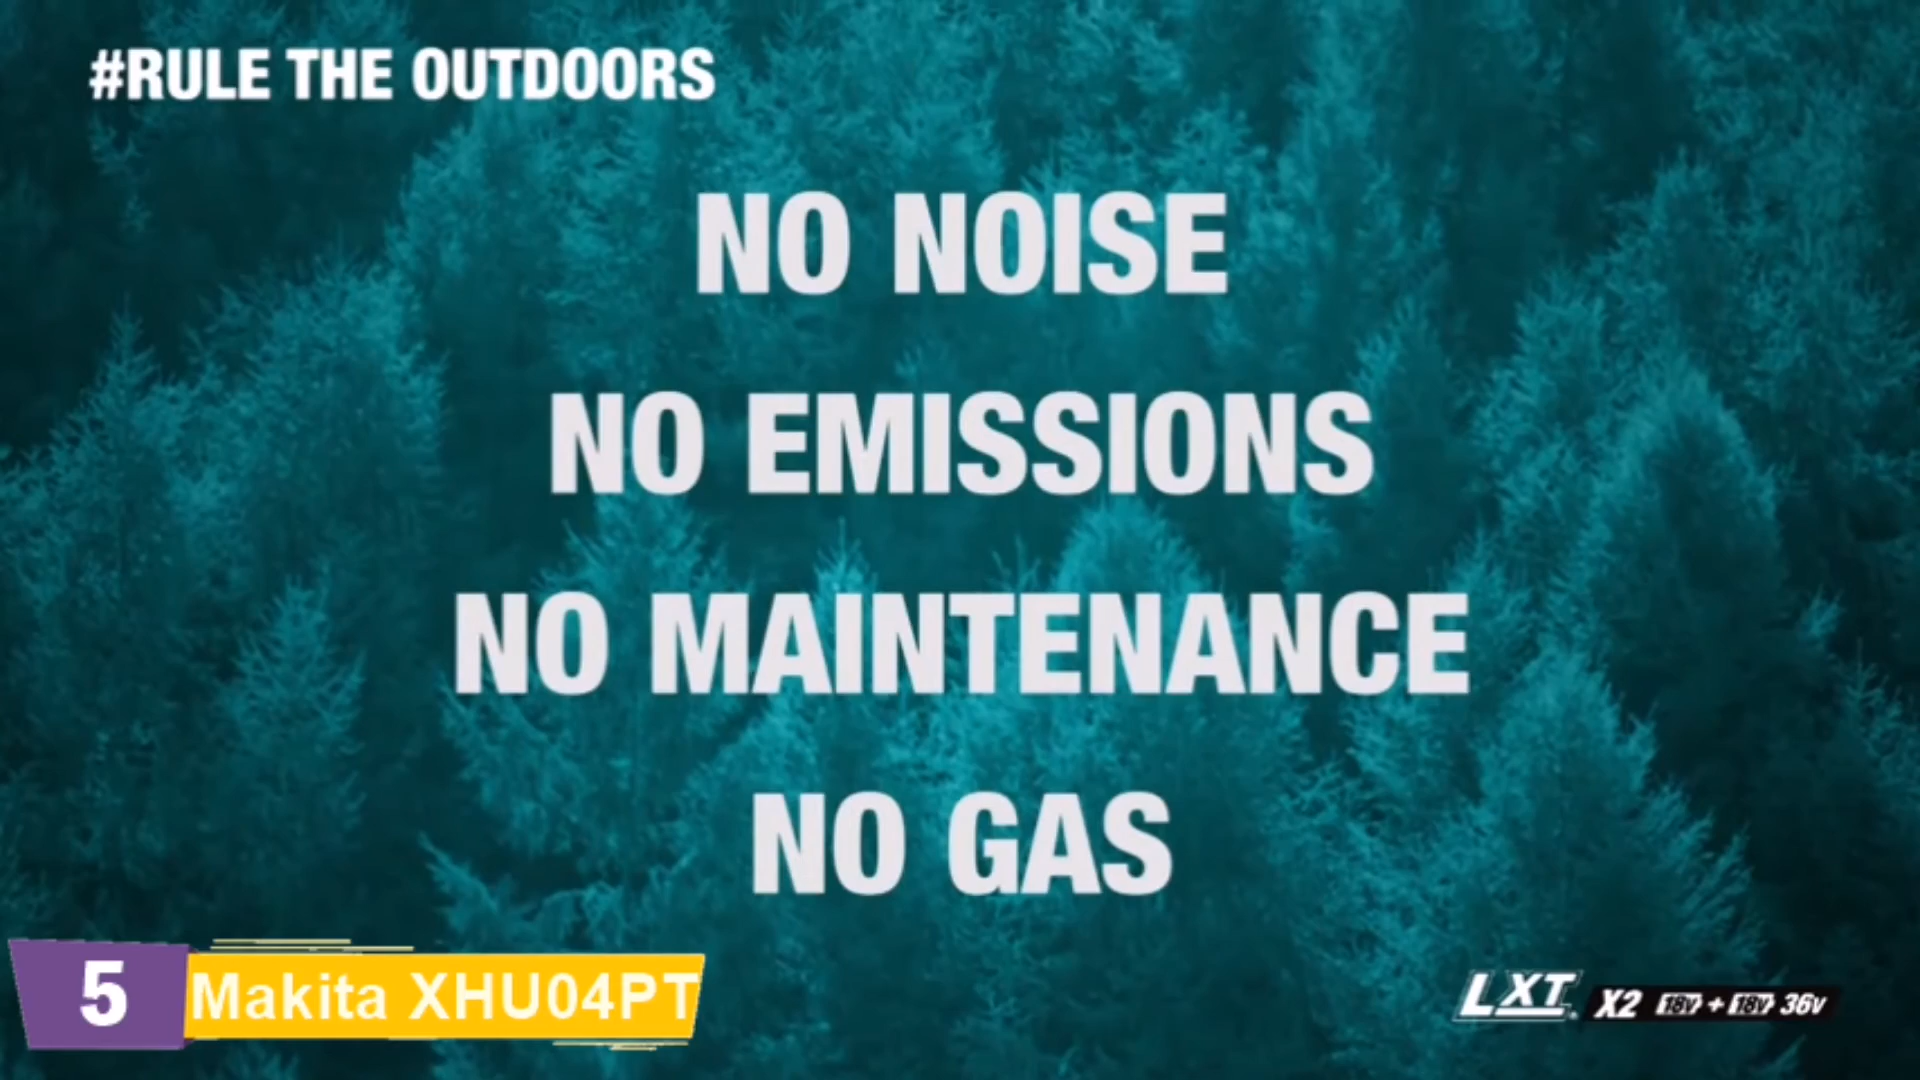 #RULE THE OUTDOORS
NO NOISE
NO EMISSIONS
NO MAINTENANCE
NO GAS
5
Makita XHU04PT
LXT X2 18V + 18V 36V